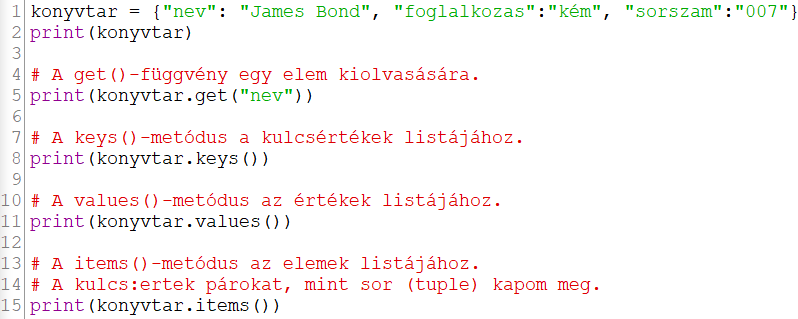 1 konyvtar = {"nev": "James Bond", "foglalkozas":"kém", "sorszam":"007"}
2 print(konyvtar)
3
4 # A get()-függvény egy elem kiolvasására.
5 print(konyvtar.get("nev"))
6
7 # A keys()-metódus a kulcsértékek listájához.
8 print(konyvtar.keys())
9
10 # A values()-metódus az értékek listájához.
11 print(konyvtar.values())
12
13 # A items()-metódus az elemek listájához.
14 # A kulcs:ertek párokat, mint sor (tuple) kapom meg.
15 print(konyvtar.items())